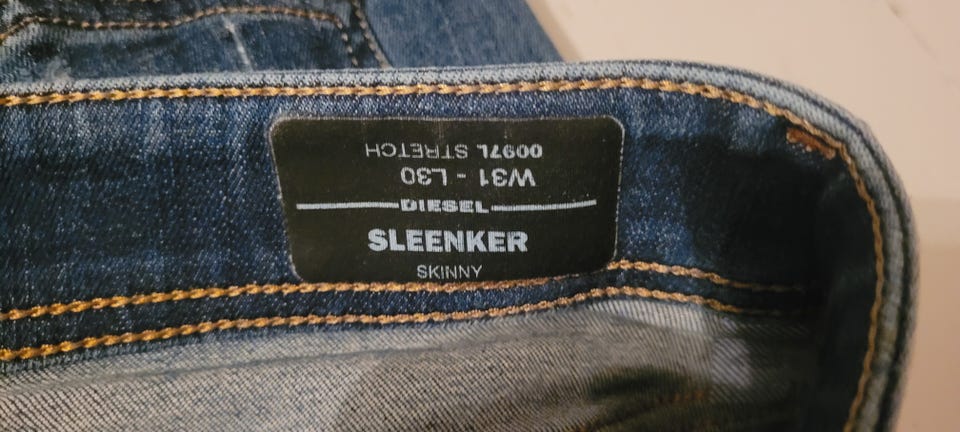 0097L STRETCH
W31 - L30
DIESEL
SLEENKER
SKINNY